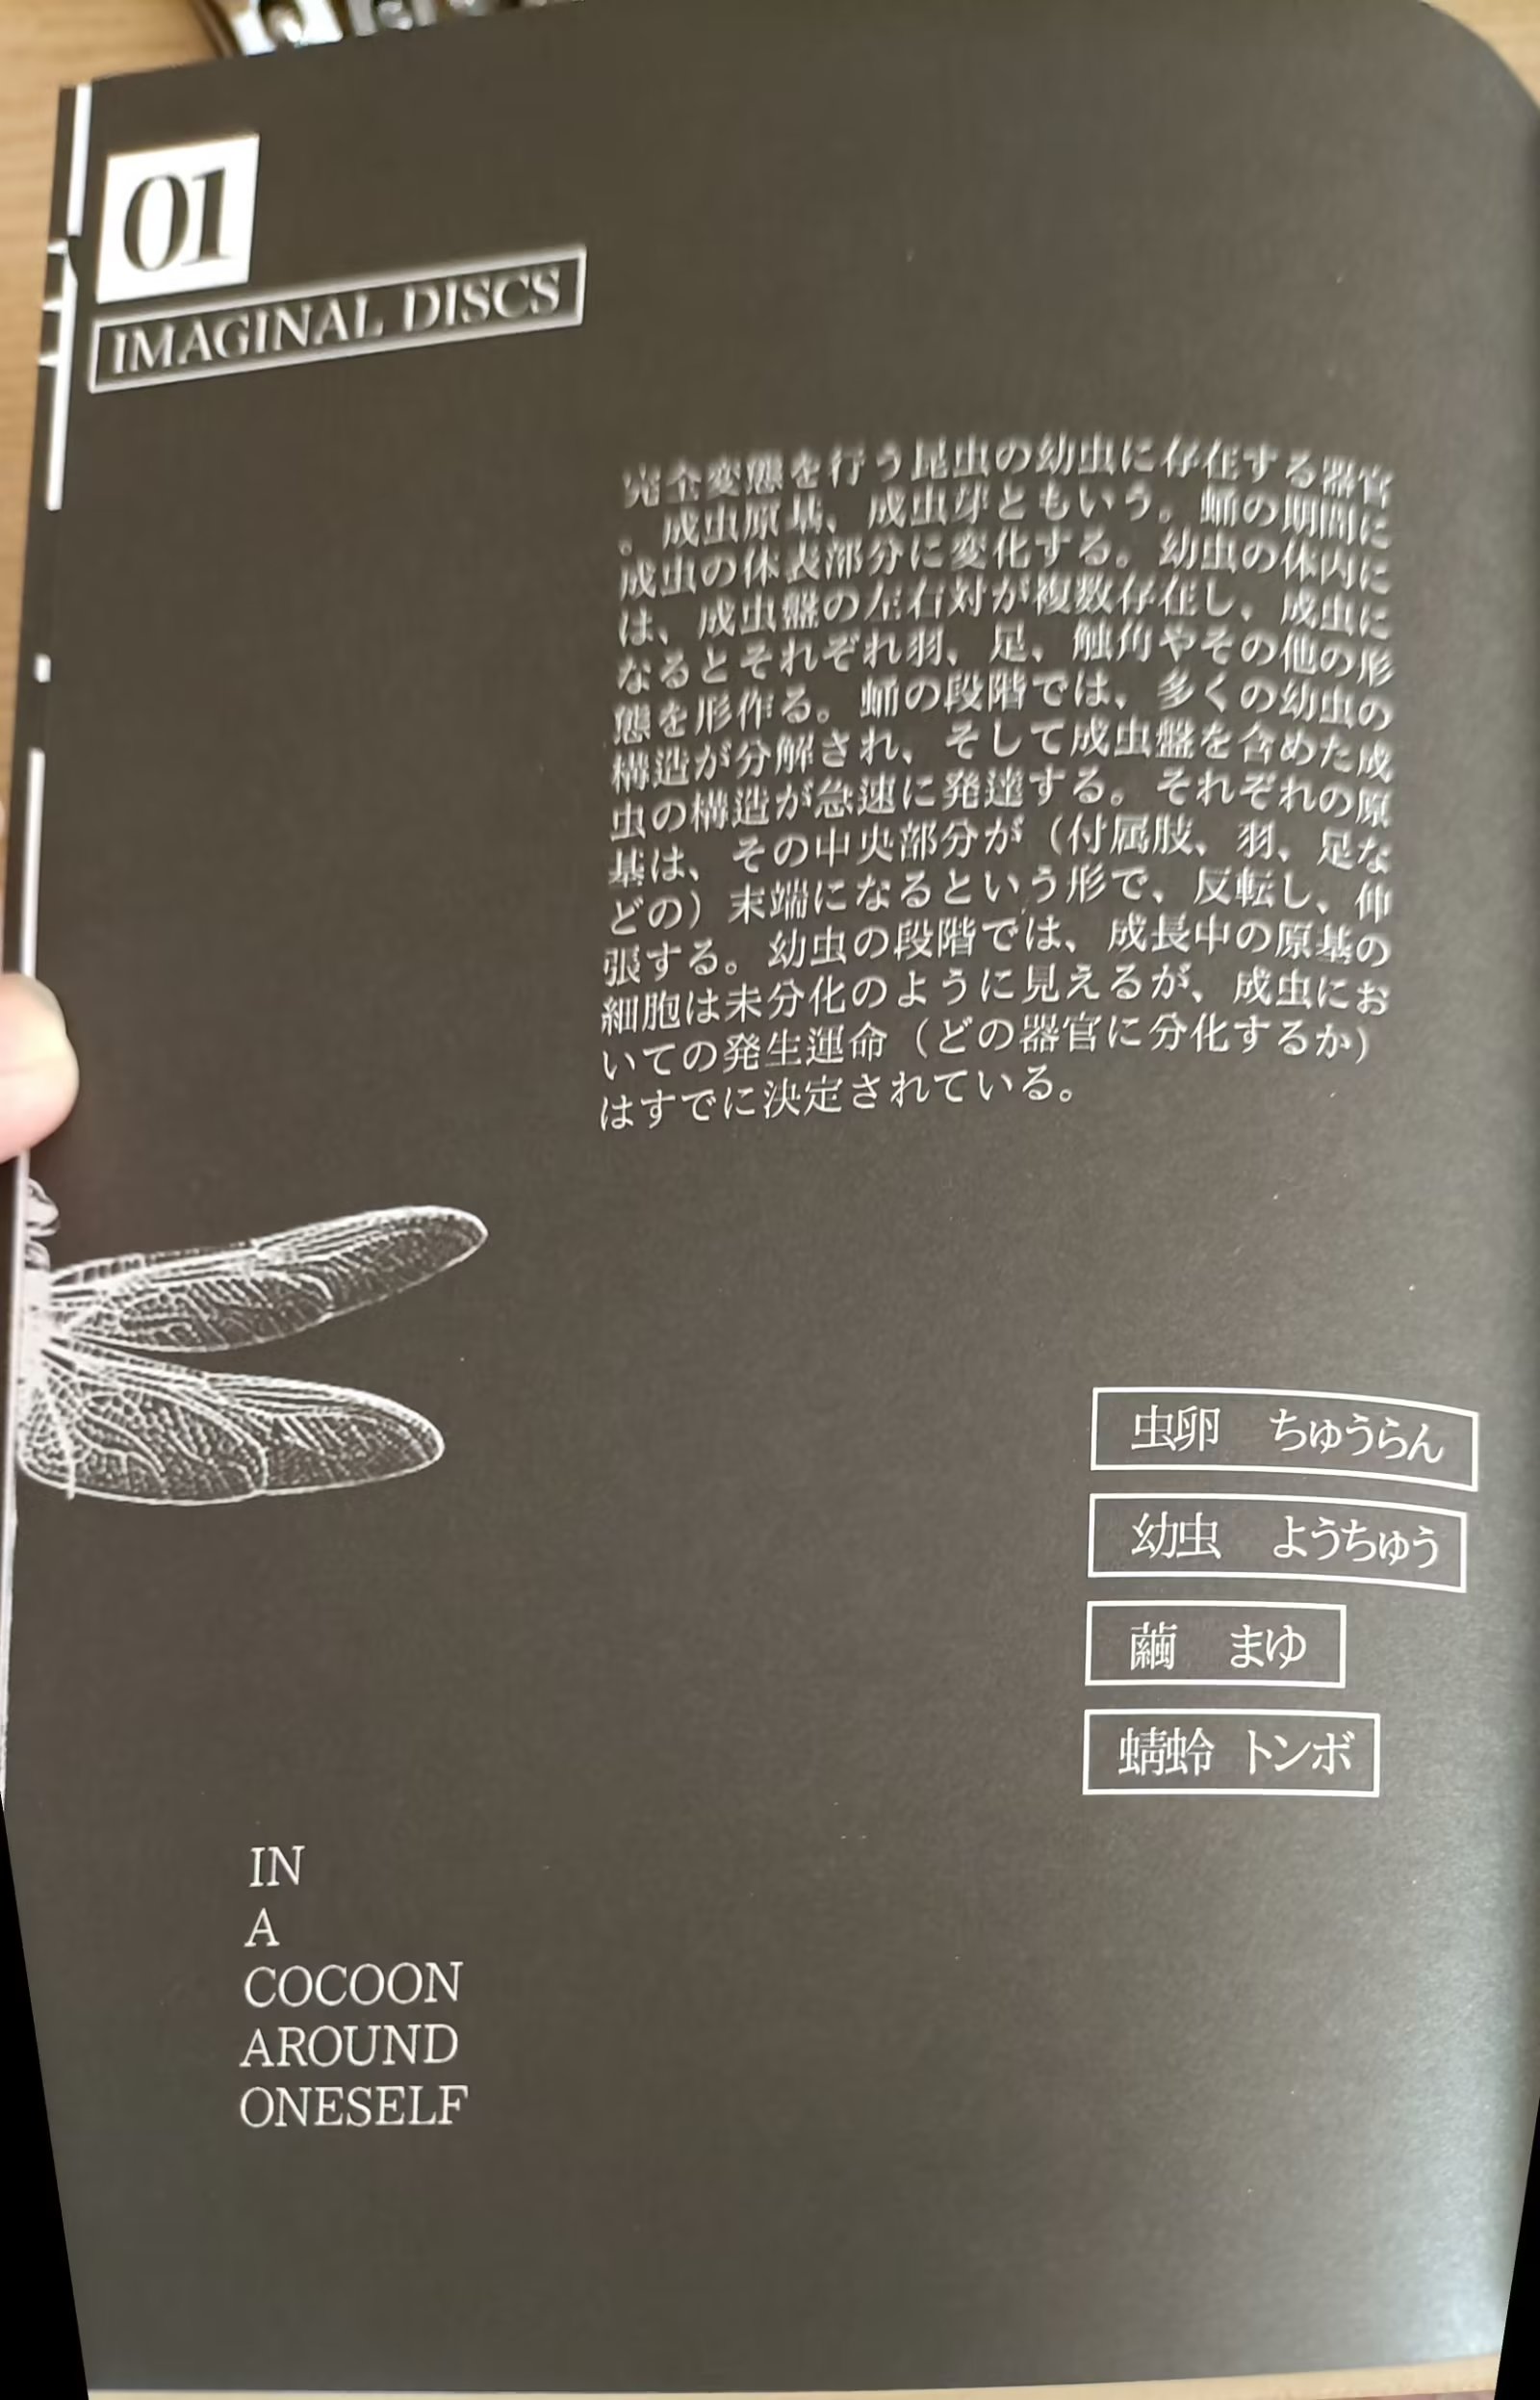 01
IMAGINAL DISCS
完全変態を行う昆虫の幼虫に存在する器官
。成虫原基、成虫芽ともいう。蛹の期間に
成虫の体表部分に変化する。幼虫の体内に
は、成虫盤の左右対が複数存在し、成虫に
なるとそれぞれ羽、足、触角やその他の形
態を形作る。蛹の段階では、多くの幼虫の
構造が分解され、そして成虫盤を含めた成
虫の構造が急速に発達する。それぞれの原
基は、その中央部分が（付属肢、羽、足な
どの）末端になるという形で、反転し、伸
張する。幼虫の段階では、成長中の原基の
細胞は未分化のように見えるが、成虫にお
いての発生運命（どの器官に分化するか）
はすでに決定されている。
虫卵　ちゅうらん
幼虫　ようちゅう
繭　まゆ
蜻蛉 トンボ
IN
A
COCOON
AROUND
ONESELF